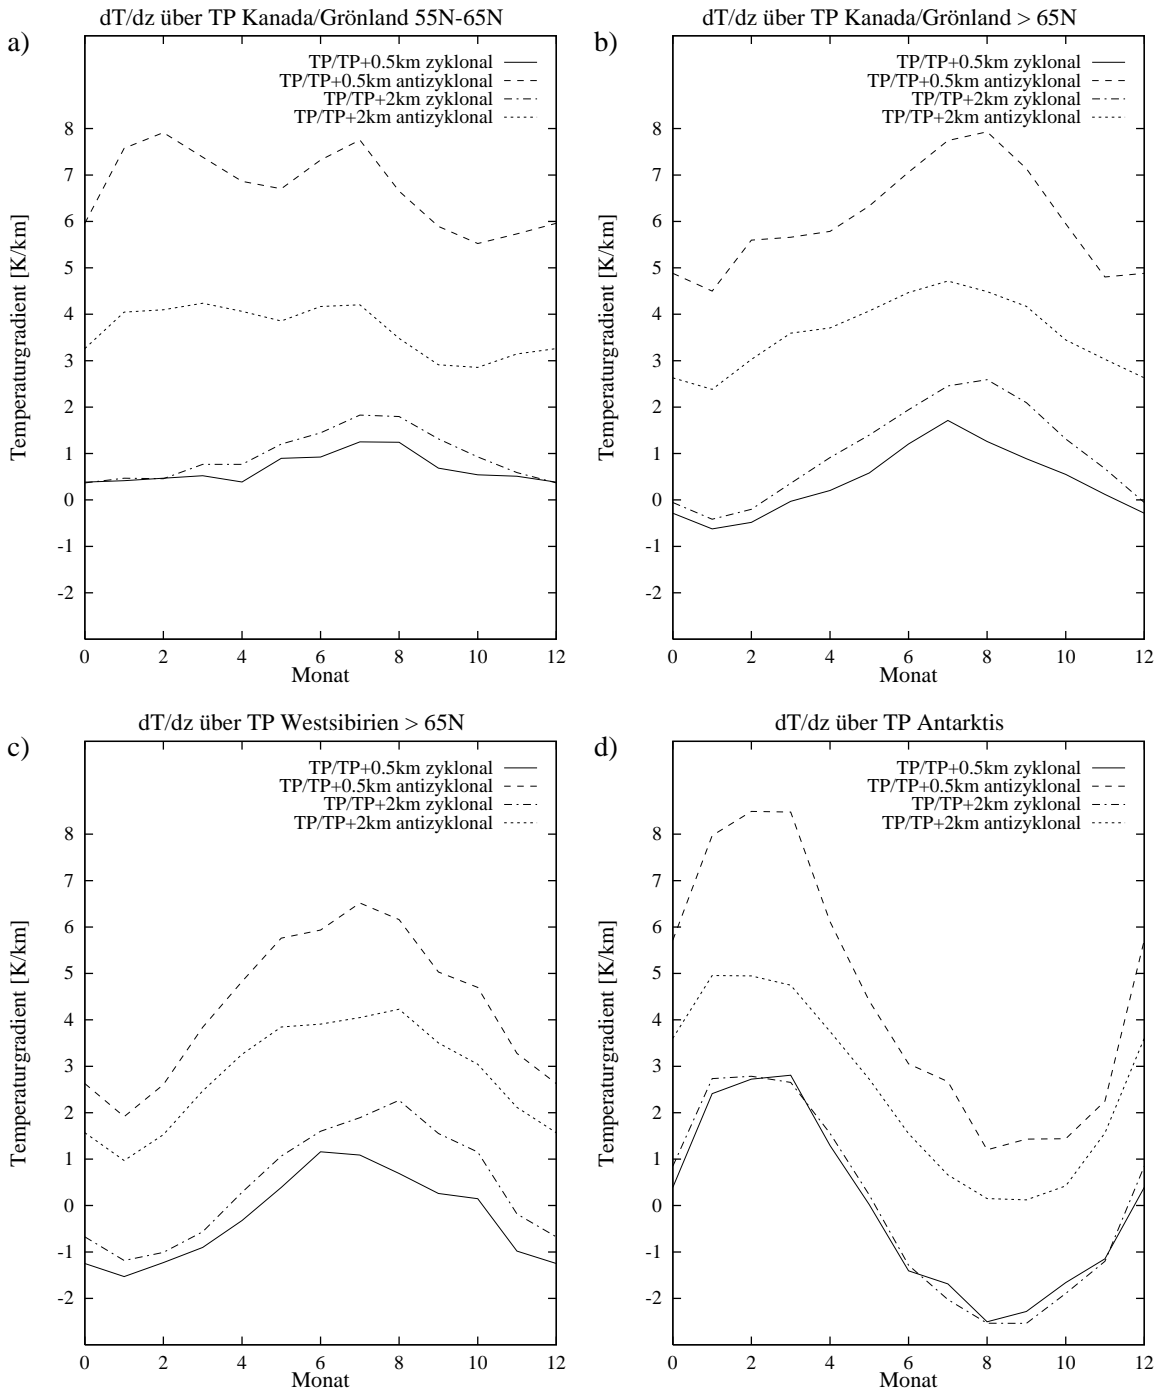 dT/dz über TP Kanada/Grönland 55N-65N
a)
TP/TP+0.5km zyklonal
TP/TP+0.5km antizyklonal
TP/TP+2km zyklonal
TP/TP+2km antizyklonal
8
7
6
5
4
3
2
1
0
-1
-2
Temperaturgradient [K/km]
0 2 4 6 8 10 12
Monat
dT/dz über TP Kanada/Grönland > 65N
b)
TP/TP+0.5km zyklonal
TP/TP+0.5km antizyklonal
TP/TP+2km zyklonal
TP/TP+2km antizyklonal
8
7
6
5
4
3
2
1
0
-1
-2
Temperaturgradient [K/km]
0 2 4 6 8 10 12
Monat
dT/dz über TP Westsibirien > 65N
c)
TP/TP+0.5km zyklonal
TP/TP+0.5km antizyklonal
TP/TP+2km zyklonal
TP/TP+2km antizyklonal
8
7
6
5
4
3
2
1
0
-1
-2
Temperaturgradient [K/km]
0 2 4 6 8 10 12
Monat
dT/dz über TP Antarktis
d)
TP/TP+0.5km zyklonal
TP/TP+0.5km antizyklonal
TP/TP+2km zyklonal
TP/TP+2km antizyklonal
8
7
6
5
4
3
2
1
0
-1
-2
Temperaturgradient [K/km]
0 2 4 6 8 10 12
Monat